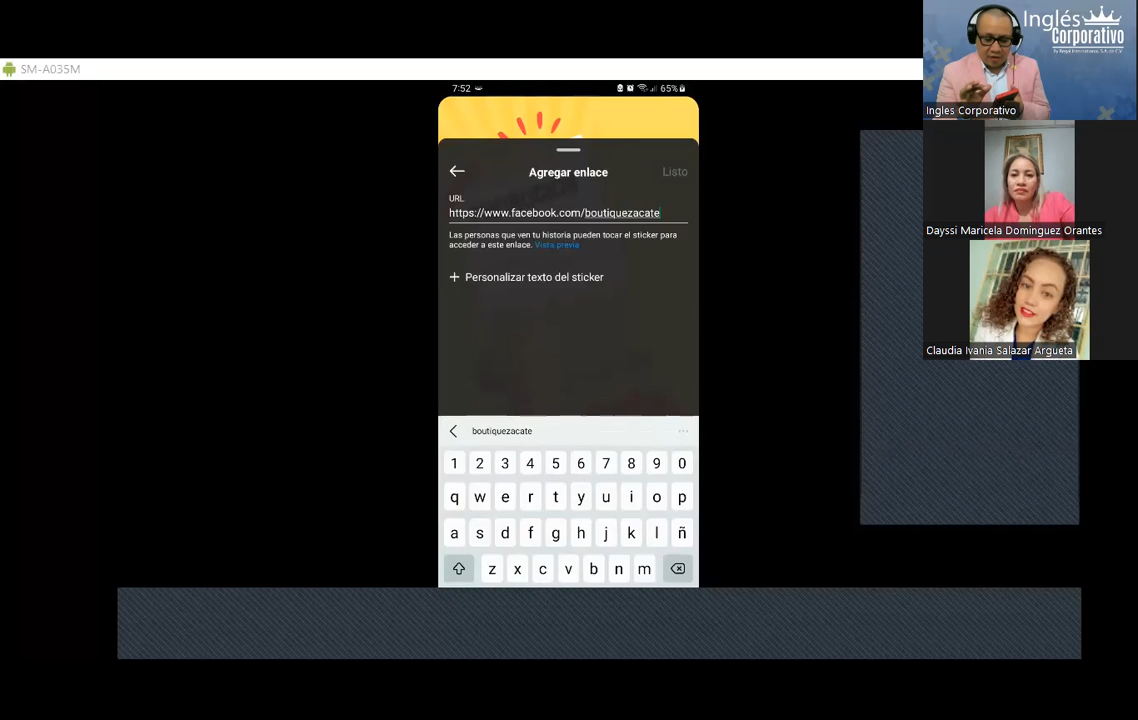 SM-A035M
7:52
65%
Agregar enlace
Listo
URL
https://www.facebook.com/boutiquezacate
Las personas que ven tu historia pueden tocar el sticker para
acceder a este enlace. Vista previa
+ Personalizar texto del sticker
boutiquezacate
1 2 3 4 5 6 7 8 9 0
q w e r t y u i o p
a s d f g h j k l ñ
z x c v b n m
Inglés
Corporativo
Ingles Corporativo
Dayssi Maricela Dominguez Orantes
Claudia Ivania Salazar Argueta